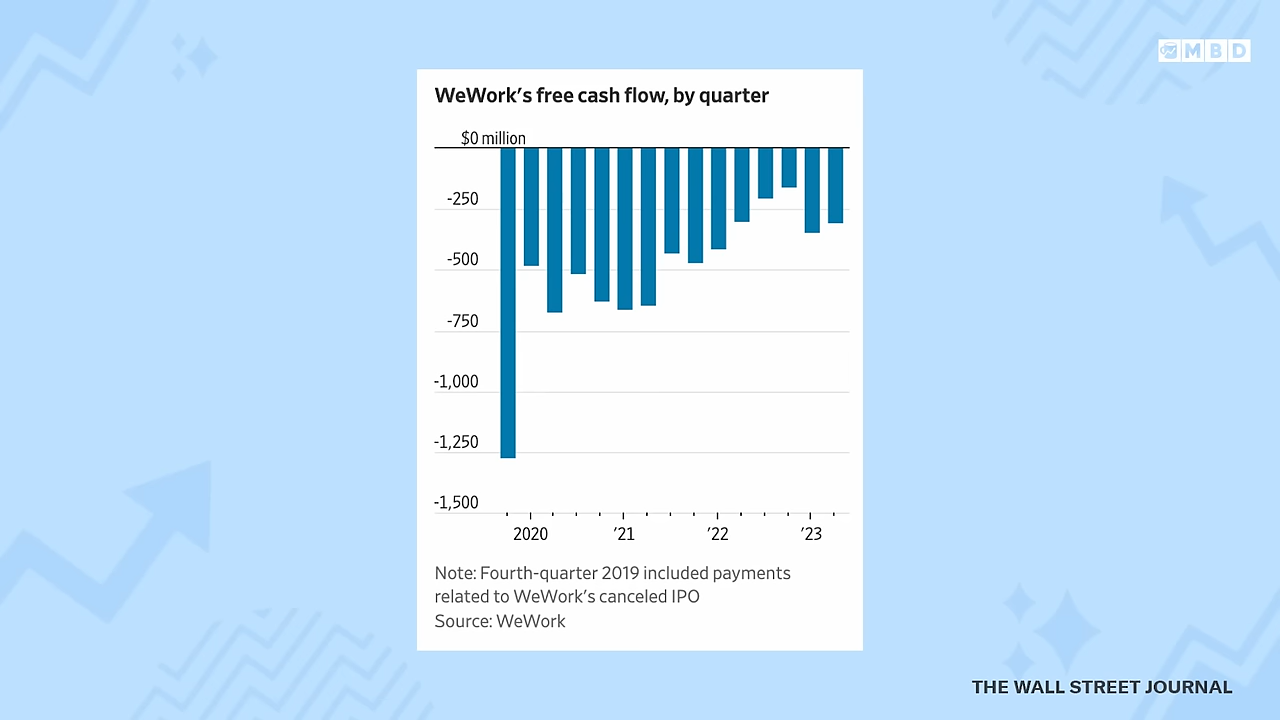 MBD
WeWork’s free cash flow, by quarter
$0 million
-250
-500
-750
-1,000
-1,250
-1,500
2020 ’21 ’22 ’23
Note: Fourth-quarter 2019 included payments
related to WeWork’s canceled IPO
Source: WeWork
THE WALL STREET JOURNAL